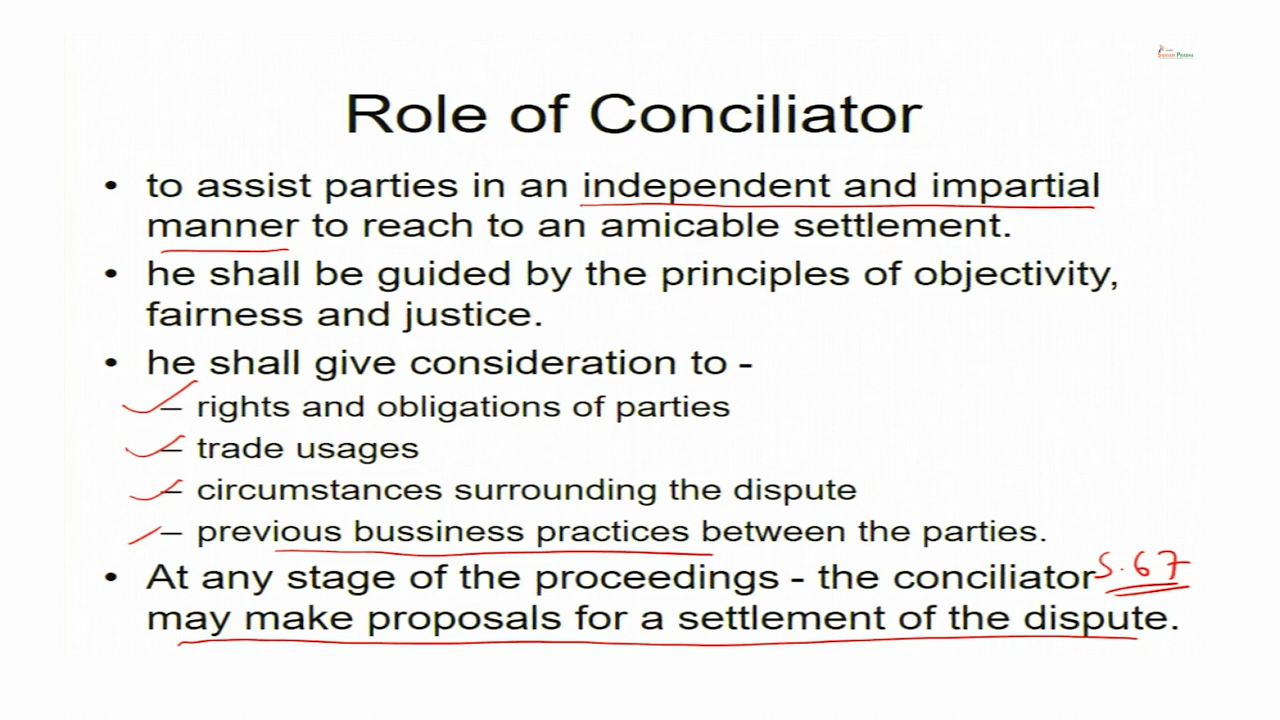 Role of Conciliator
• to assist parties in an independent and impartial
manner to reach to an amicable settlement.
• he shall be guided by the principles of objectivity,
fairness and justice.
• he shall give consideration to -
– rights and obligations of parties
– trade usages
– circumstances surrounding the dispute
– previous bussiness practices between the parties.
• At any stage of the proceedings - the conciliator S.67
may make proposals for a settlement of the dispute.